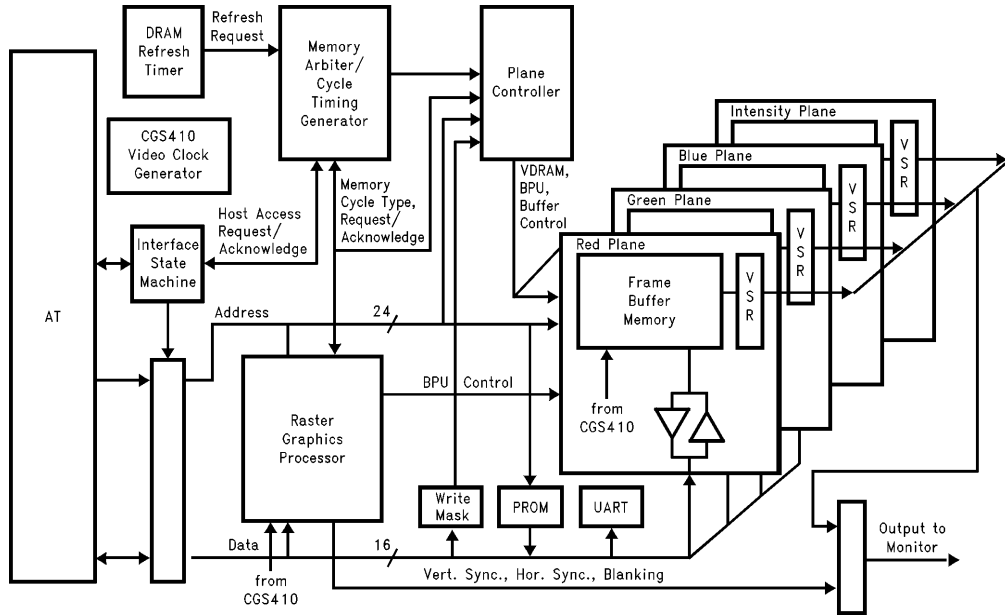 DRAM
Refresh
Timer
Refresh
Request
Memory
Arbiter/
Cycle
Timing
Generator
Plane
Controller
CGS410
Video Clock
Generator
Intensity Plane
VSR
Blue Plane
VSR
Green Plane
VSR
Red Plane
Frame
Buffer
Memory
VSR
VDRAM,
BPU,
Buffer
Control
Memory
Cycle Type,
Request/
Acknowledge
Host Access
Request/
Acknowledge
Interface
State
Machine
AT
Address
24
BPU Control
from
CGS410
Raster
Graphics
Processor
Write
Mask
PROM
UART
Data
16
from
CGS410
Vert. Sync., Hor. Sync., Blanking
Output to
Monitor